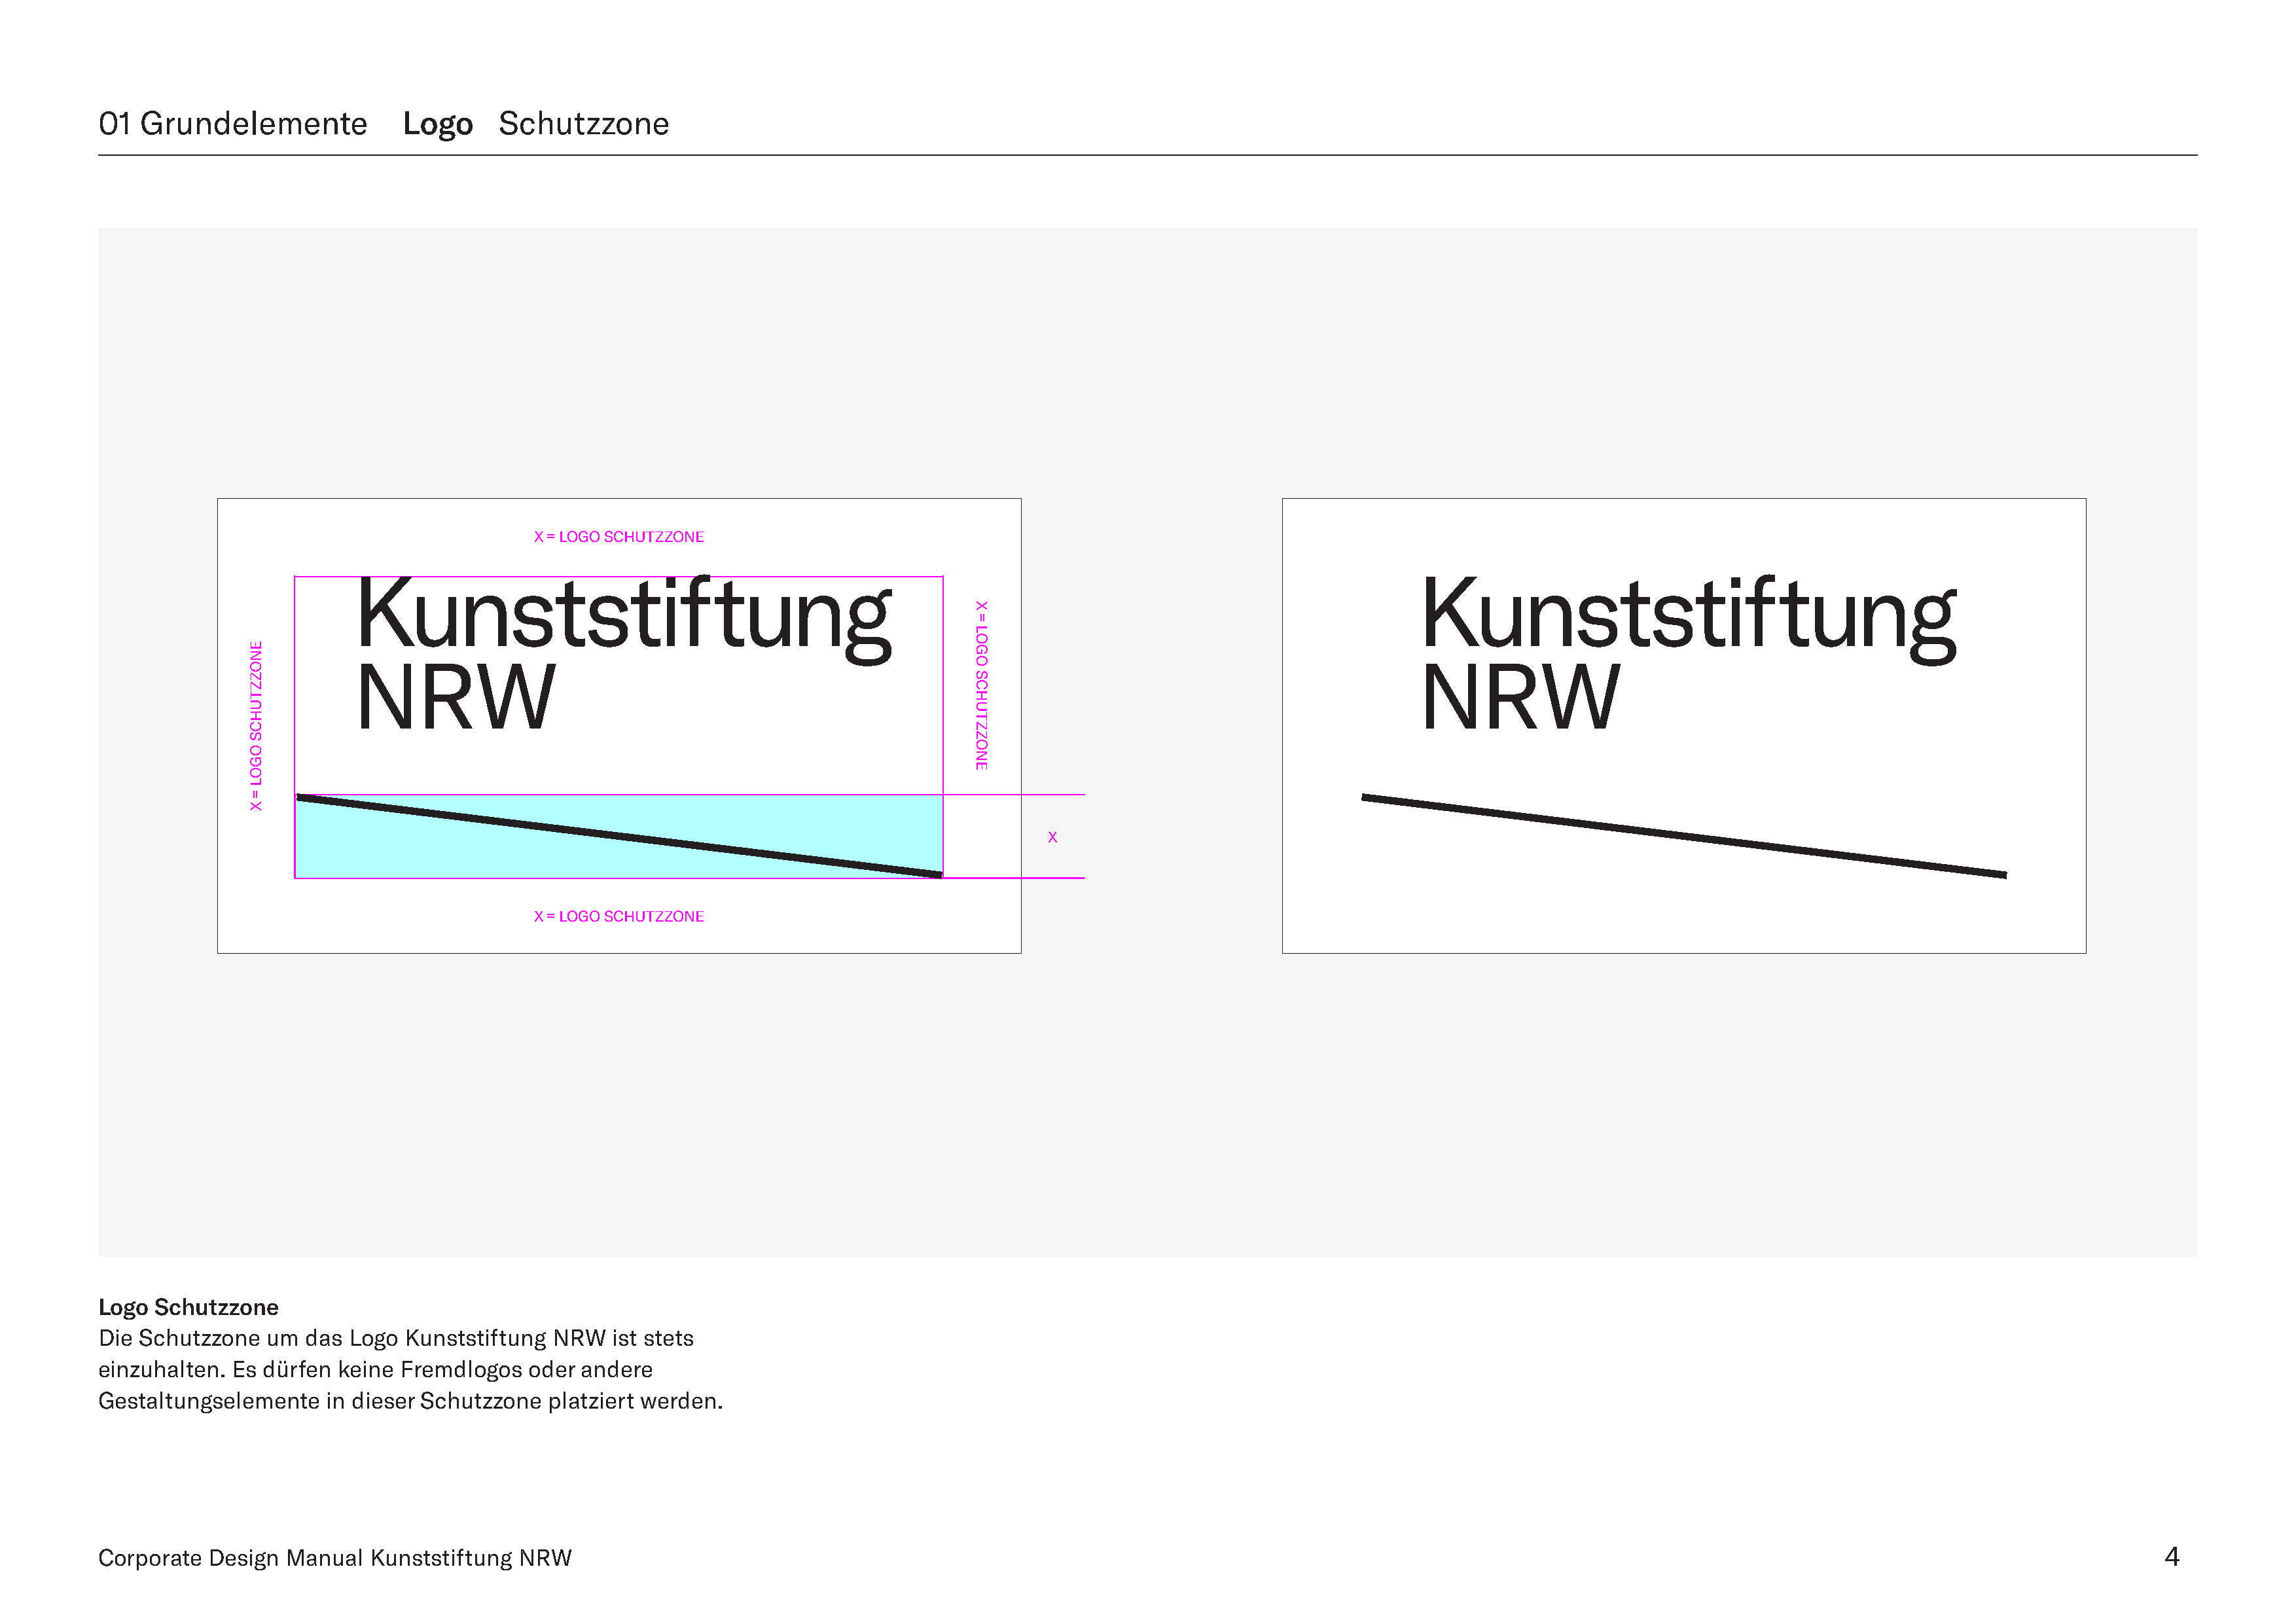 01 Grundelemente Logo Schutzzone
X = LOGO SCHUTZZONE
Kunststiftung
NRW
X = LOGO SCHUTZZONE
X = LOGO SCHUTZZONE
X
X = LOGO SCHUTZZONE
Kunststiftung
NRW
Logo Schutzzone
Die Schutzzone um das Logo Kunststiftung NRW ist stets
einzuhalten. Es dürfen keine Fremdlogos oder andere
Gestaltungselemente in dieser Schutzzone platziert werden.
Corporate Design Manual Kunststiftung NRW
4